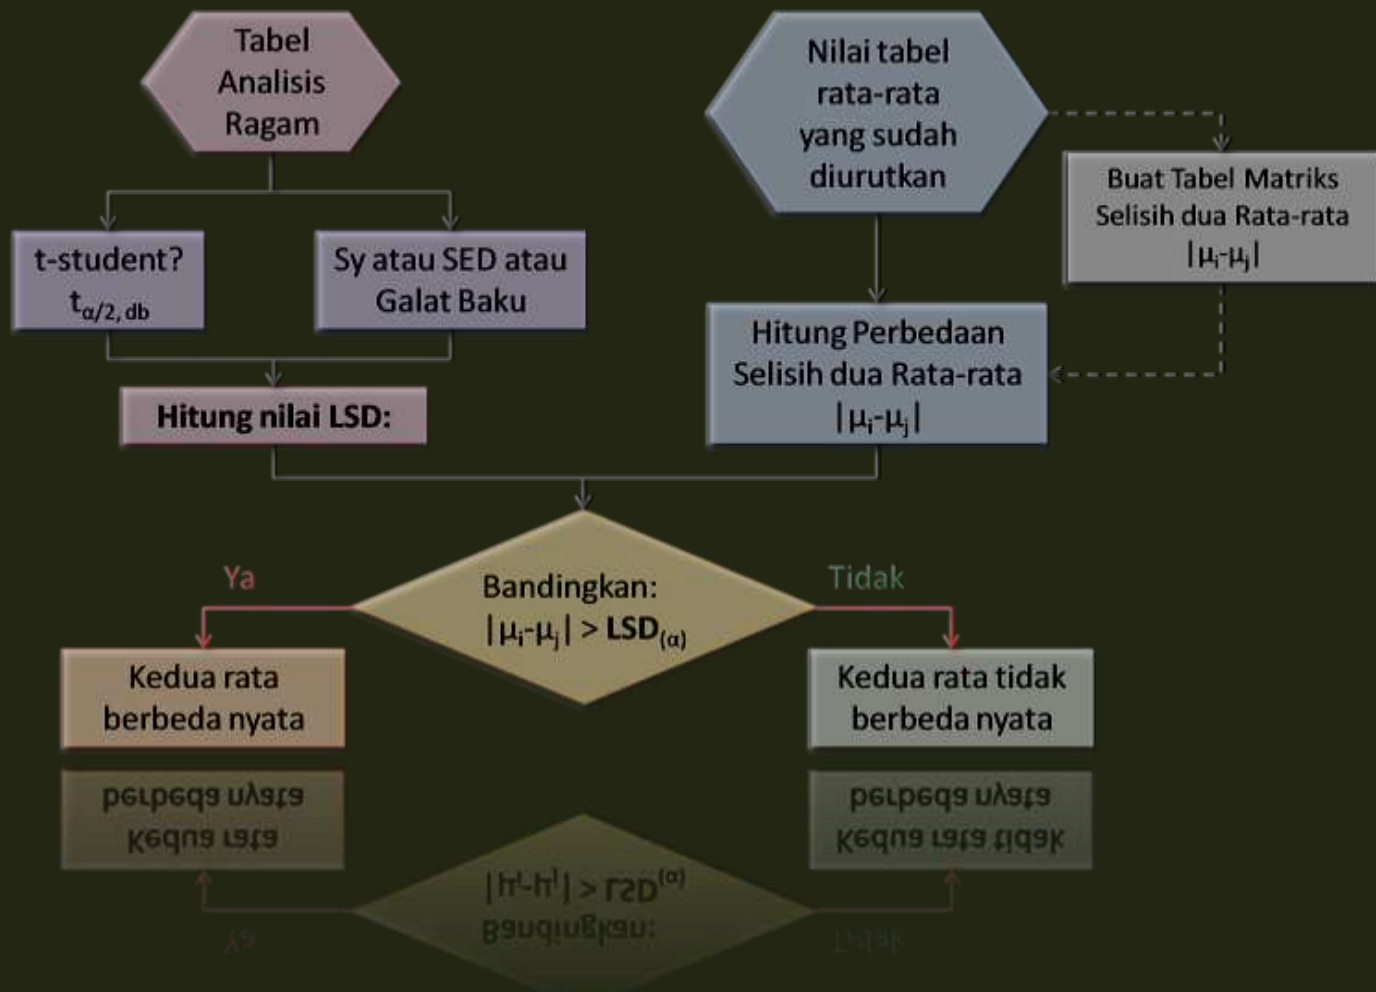 Tabel
Analisis
Ragam
Nilai tabel
rata-rata
yang sudah
diurutkan
Buat Tabel Matriks
Selisih dua Rata-rata
|μi-μj|
t-student?
tα/2, db
Sy atau SED atau
Galat Baku
Hitung Perbedaan
Selisih dua Rata-rata
|μi-μj|
Hitung nilai LSD:
Ya
Bandingkan:
|μi-μj| > LSD(α)
Tidak
Kedua rata
berbeda nyata
Kedua rata tidak
berbeda nyata